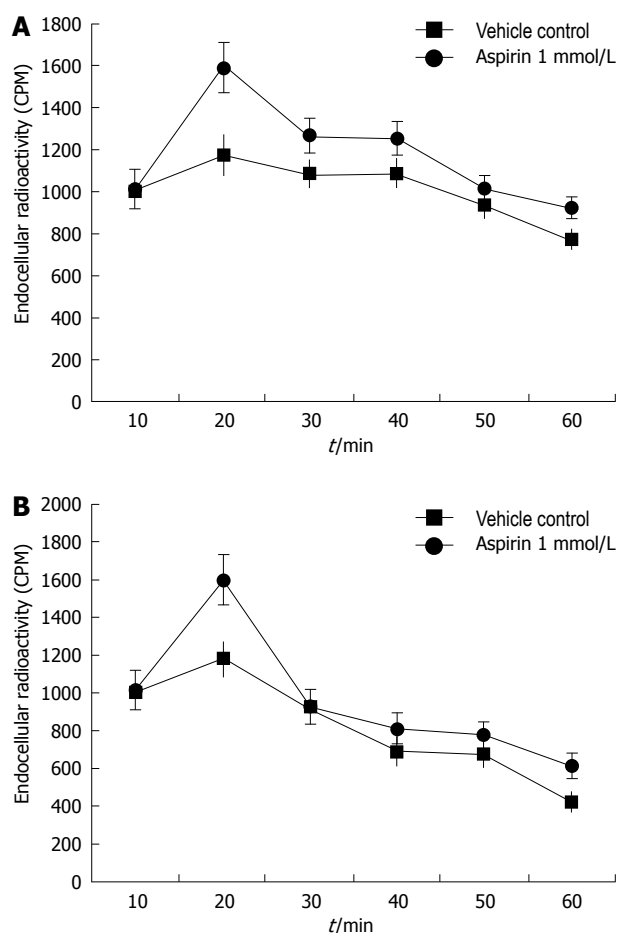 A
1800
1600
1400
1200
1000
800
600
400
200
0
Endocellular radioactivity (CPM)
Vehicle control
Aspirin 1 mmol/L
10 20 30 40 50 60
t/min
B
2000
1800
1600
1400
1200
1000
800
600
400
200
0
Endocellular radioactivity (CPM)
Vehicle control
Aspirin 1 mmol/L
10 20 30 40 50 60
t/min